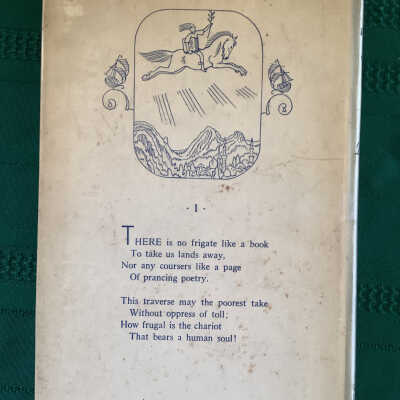 - I -
THERE is no frigate like a book
To take us lands away,
Nor any coursers like a page
Of prancing poetry.
This traverse may the poorest take
Without oppress of toll;
How frugal is the chariot
That bears a human soul!